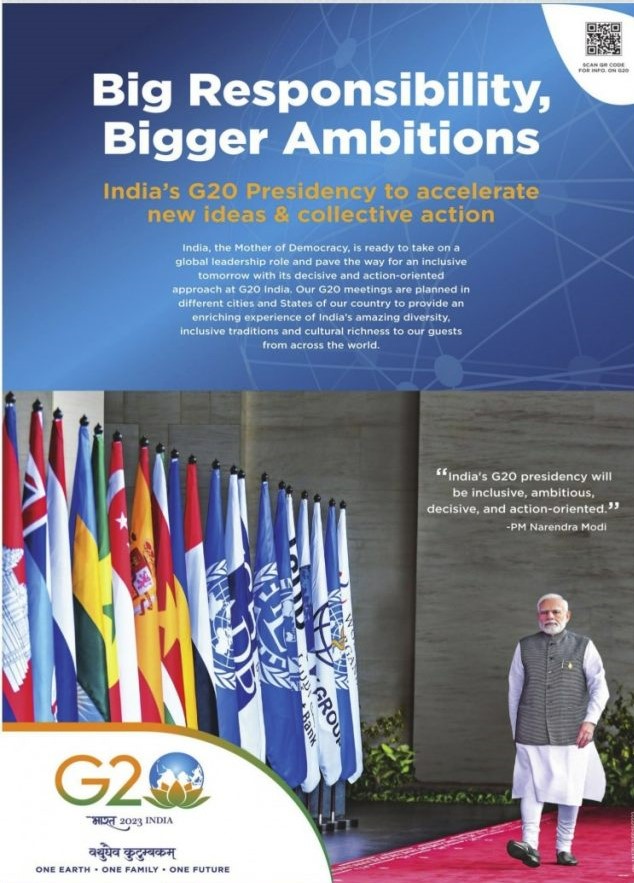 SCAN QR CODE
FOR INFO. ON G20
Big Responsibility,
Bigger Ambitions
India's G20 Presidency to accelerate
new ideas & collective action
India, the Mother of Democracy, is ready to take on a
global leadership role and pave the way for an inclusive
tomorrow with its decisive and action-oriented
approach at G20 India. Our G20 meetings are planned in
different cities and States of our country to provide an
enriching experience of India's amazing diversity,
inclusive traditions and cultural richness to our guests
from across the world.
“India's G20 presidency will
be inclusive, ambitious,
decisive, and action-oriented.”
-PM Narendra Modi
GROUP
Bank
G20
भारत 2023 INDIA
वसुधैव कुटुम्बकम्
ONE EARTH • ONE FAMILY • ONE FUTURE